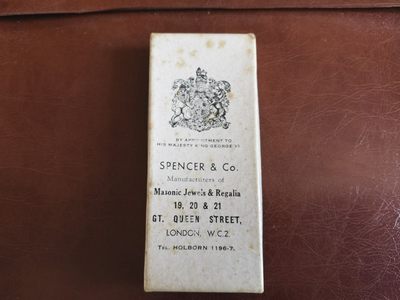 BY APPOINTMENT TO
HIS MAJESTY KING GEORGE VI
SPENCER & Co.
Manufacturers of
Masonic Jewels & Regalia
19, 20 & 21
GT. QUEEN STREET,
LONDON, W.C.2.
TEL. HOLBORN 1196-7.